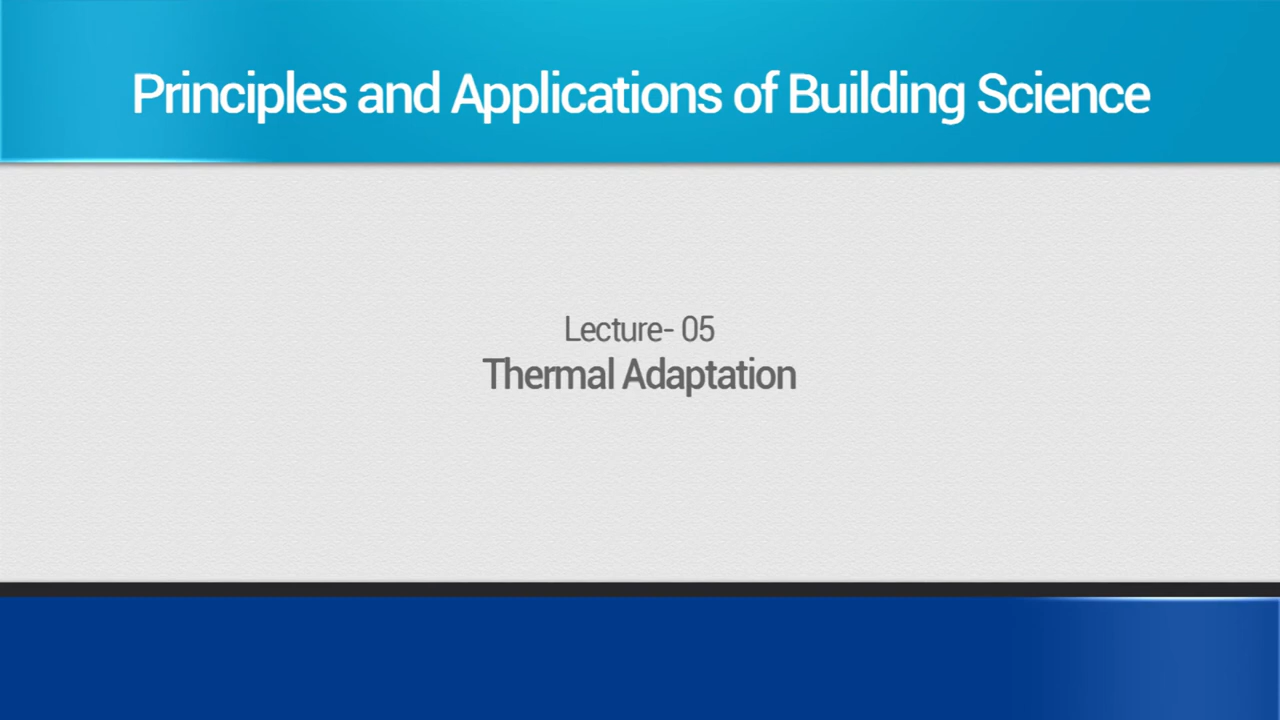 Principles and Applications of Building Science
Lecture- 05
Thermal Adaptation